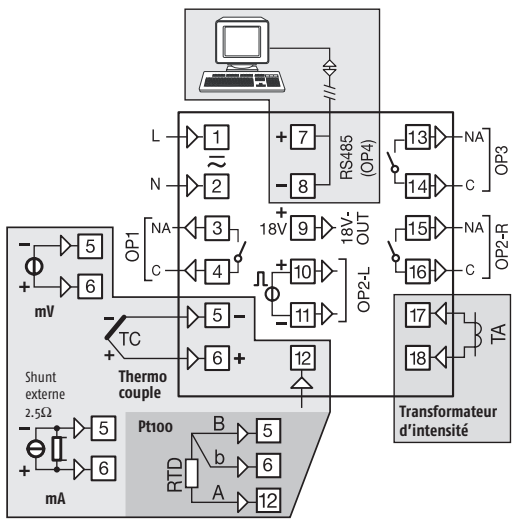 L
1
+
7
RS485
(OP4)
13
NA
OP3
N
2
−
8
14
C
OP1
NA
3
+
18V
9
18V-
OUT
15
NA
OP2-R
C
4
+
10
OP2-L
16
C
−
5
+
6
mV
−
11
−
TC
+
5
−
6
+
12
17
18
TA
Thermo
couple
Shunt
externe
2.5Ω
−
5
+
6
mA
Pt100
RTD
B
5
b
6
A
12
Transformateur
d'intensité